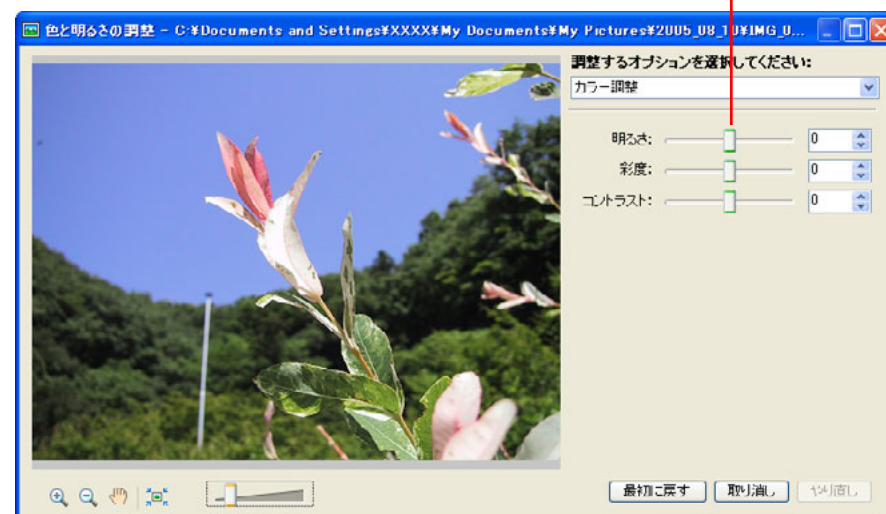 色と明るさの調整 - C:¥Documents and Settings¥XXXX¥My Documents¥My Pictures¥2005_08_10¥IMG_0...
調整するオプションを選択してください:
カラー調整
明るさ: 0
彩度: 0
コントラスト: 0
最初に戻す 取り消し やり直し